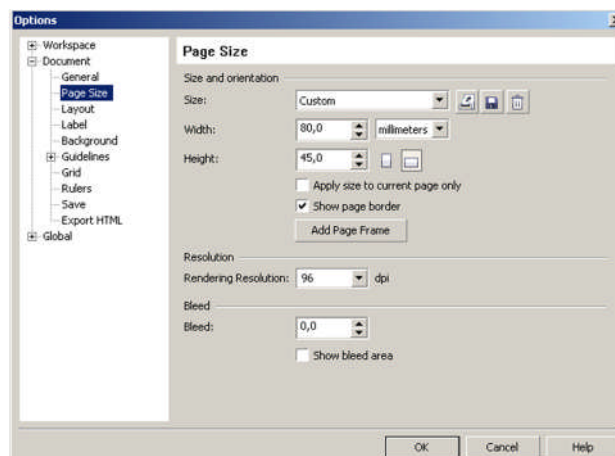 Options
Workspace
Document
General
Page Size
Layout
Label
Background
Guidelines
Grid
Rulers
Save
Export HTML
Global
Page Size
Size and orientation
Size: Custom
Width: 80,0 millimeters
Height: 45,0
Apply size to current page only
Show page border
Add Page Frame
Resolution
Rendering Resolution: 96 dpi
Bleed
Bleed: 0,0
Show bleed area
OK Cancel Help